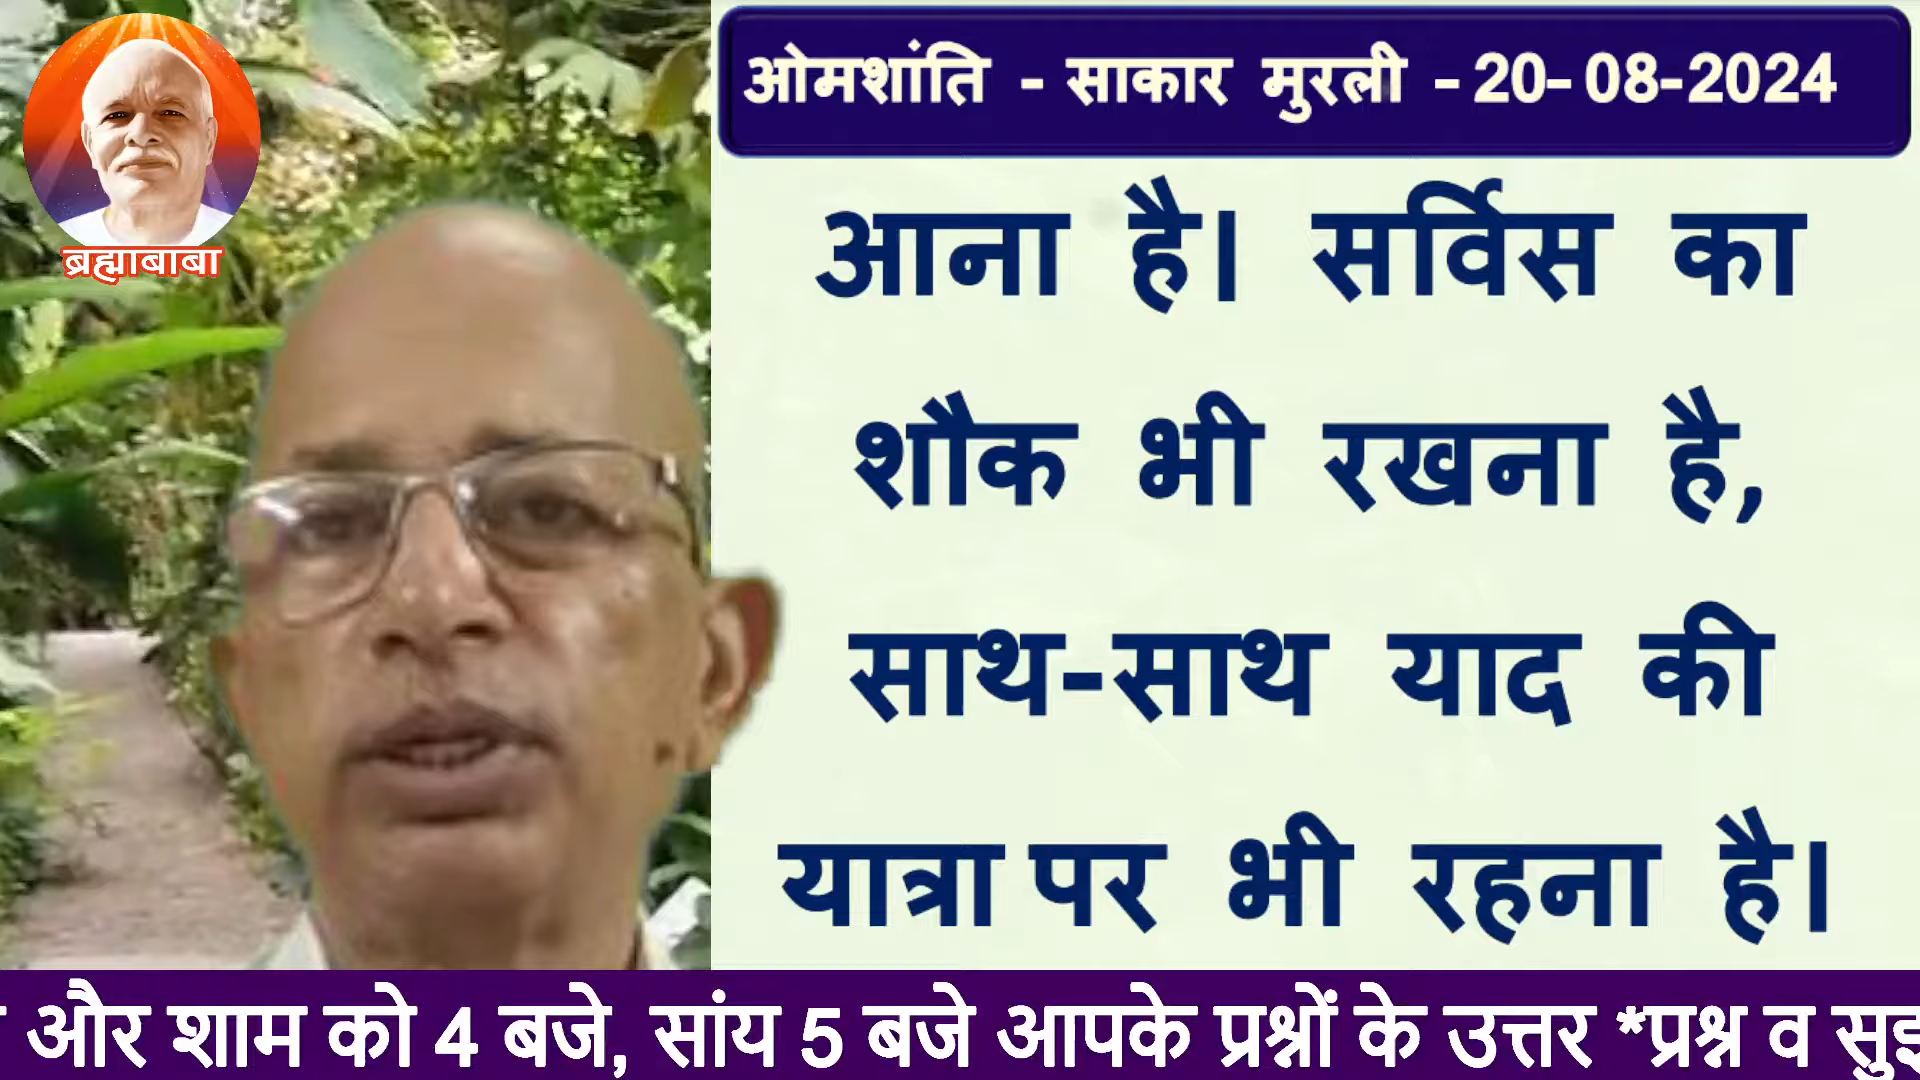 ब्रह्माबाबा
ओमशांति - साकार मुरली - 20- 08-2024
आना है। सर्विस का
शौक भी रखना है,
साथ-साथ याद की
यात्रा पर भी रहना है।
और शाम को 4 बजे, सांय 5 बजे आपके प्रश्नों के उत्तर *प्रश्न व